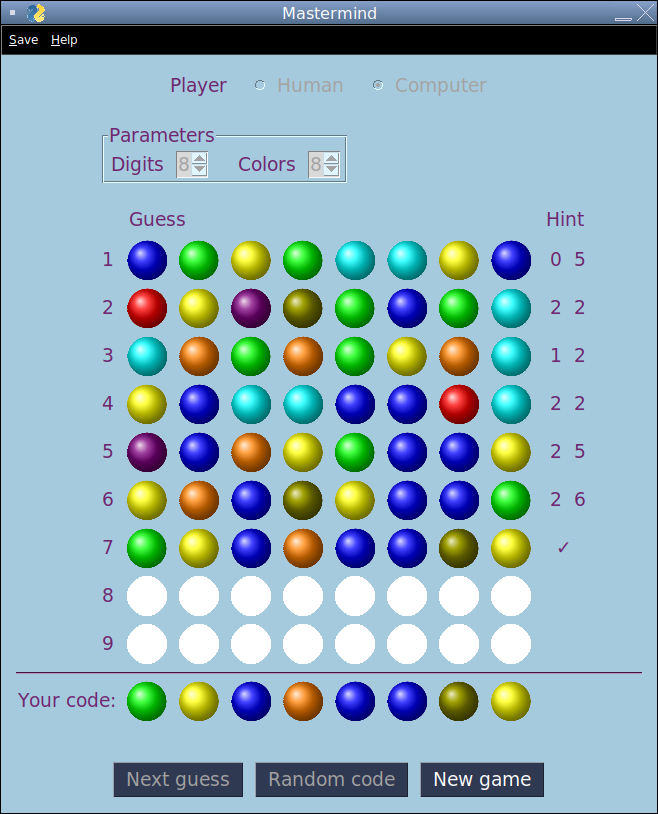 Mastermind
Save Help
Player Human Computer
Parameters
Digits 8 Colors 8
Guess Hint
1 0 5
2 2 2
3 1 2
4 2 2
5 2 5
6 2 6
7 ✓
8
9
Your code:
Next guess Random code New game